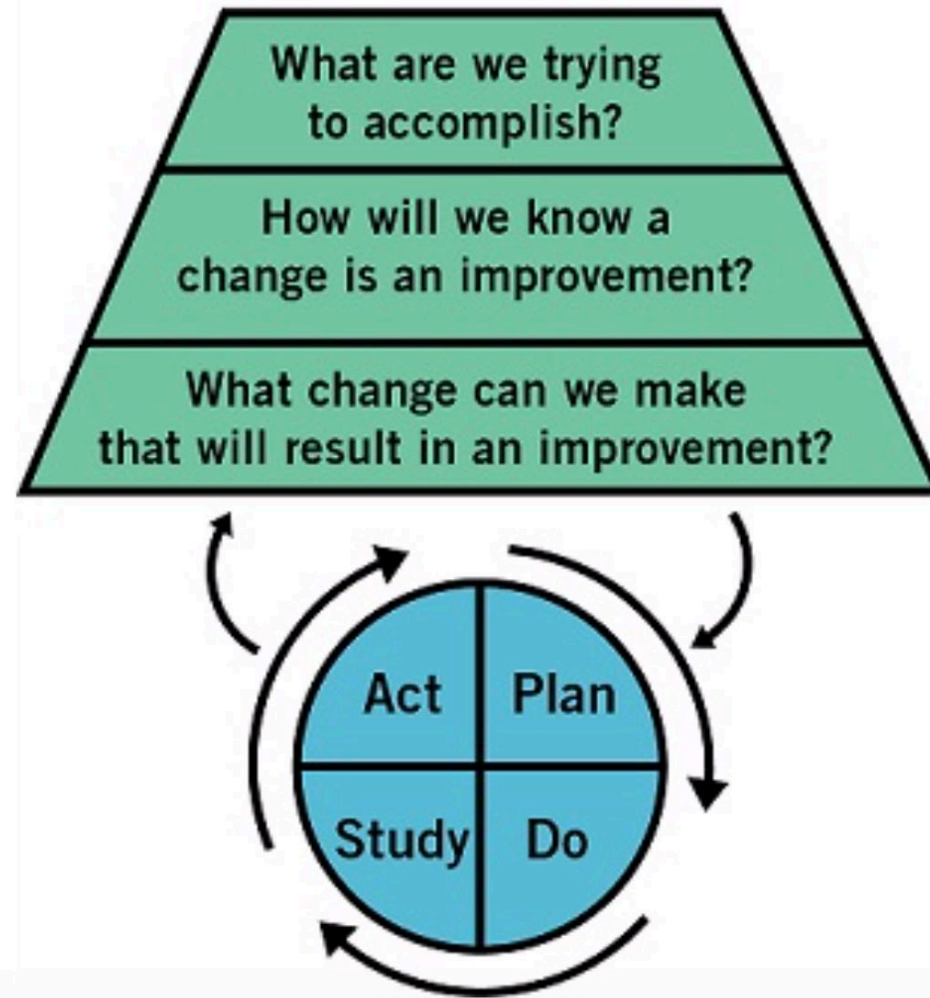 What are we trying
to accomplish?
How will we know a
change is an improvement?
What change can we make
that will result in an improvement?
Act
Plan
Study
Do